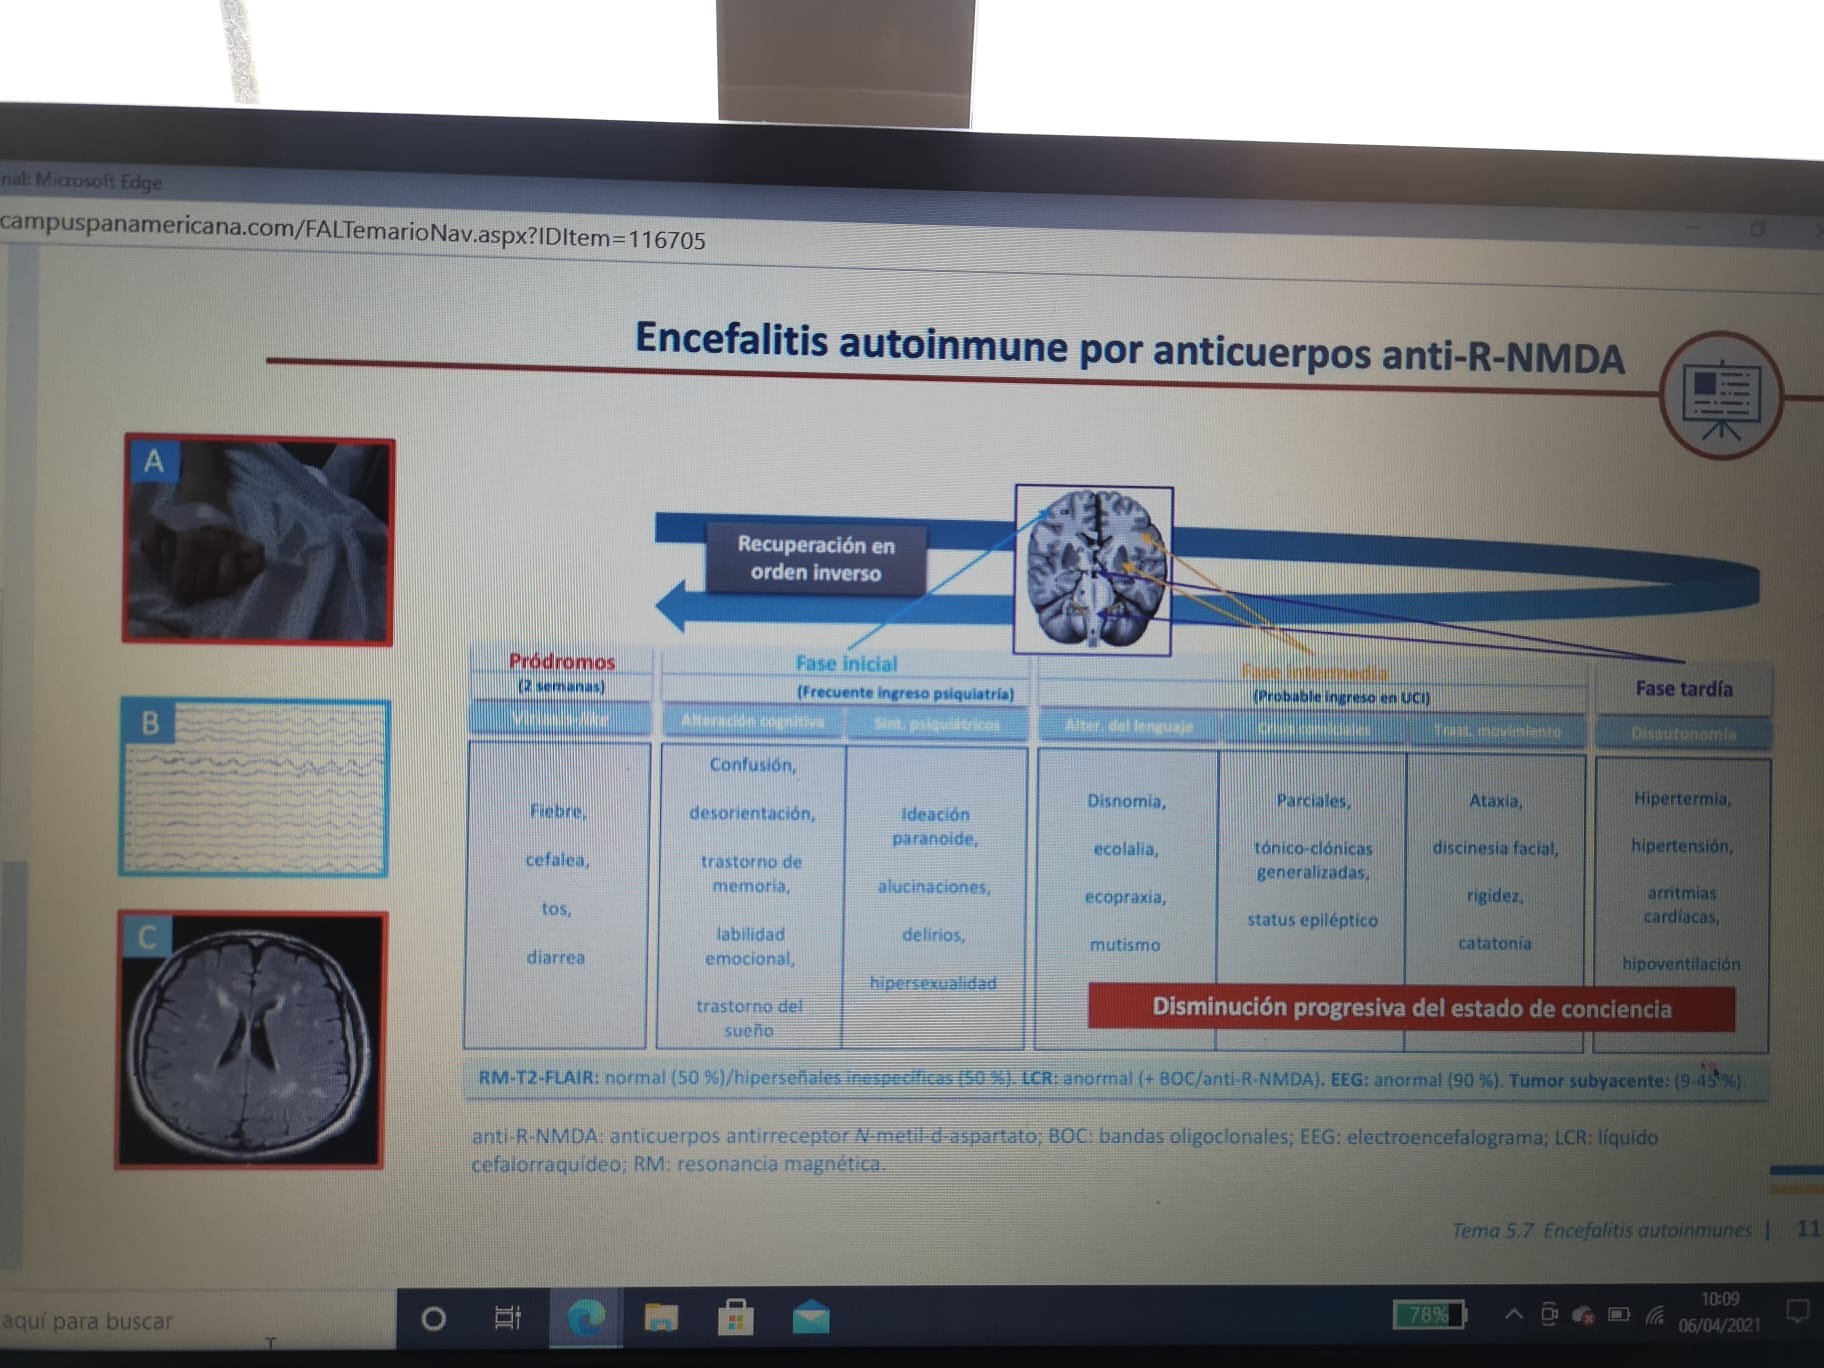 nal: Microsoft Edge
campuspanamericana.com/FALTemarioNav.aspx?IDItem=116705
Encefalitis autoinmune por anticuerpos anti-R-NMDA
A
B
C
Recuperación en
orden inverso
Pródromos
(2 semanas)
Viriasis-like
Fiebre,
cefalea,
tos,
diarrea
Fase inicial
(Frecuente ingreso psiquiatría)
Alteración cognitiva
Confusión,
desorientación,
trastorno de
memoria,
labilidad
emocional,
trastorno del
sueño
Sínt. psiquiátricos
Ideación
paranoide,
alucinaciones,
delirios,
hipersexualidad
Fase intermedia
(Probable ingreso en UCI)
Alter. del lenguaje
Disnomia,
ecolalia,
ecopraxia,
mutismo
Crisis comiciales
Parciales,
tónico-clónicas
generalizadas,
status epiléptico
Trast. movimiento
Ataxia,
discinesia facial,
rigidez,
catatonía
Fase tardía
Disautonomía
Hipertermia,
hipertensión,
arritmias
cardíacas,
hipoventilación
Disminución progresiva del estado de conciencia
RM-T2-FLAIR: normal (50 %)/hiperseñales inespecíficas (50 %). LCR: anormal (+ BOC/anti-R-NMDA). EEG: anormal (90 %). Tumor subyacente: (9-45 %).
anti-R-NMDA: anticuerpos antirreceptor N-metil-d-aspartato; BOC: bandas oligoclonales; EEG: electroencefalograma; LCR: líquido
cefalorraquídeo; RM: resonancia magnética.
Tema 5.7 Encefalitis autoinmunes | 11
aquí para buscar
78%
10:09
06/04/2021